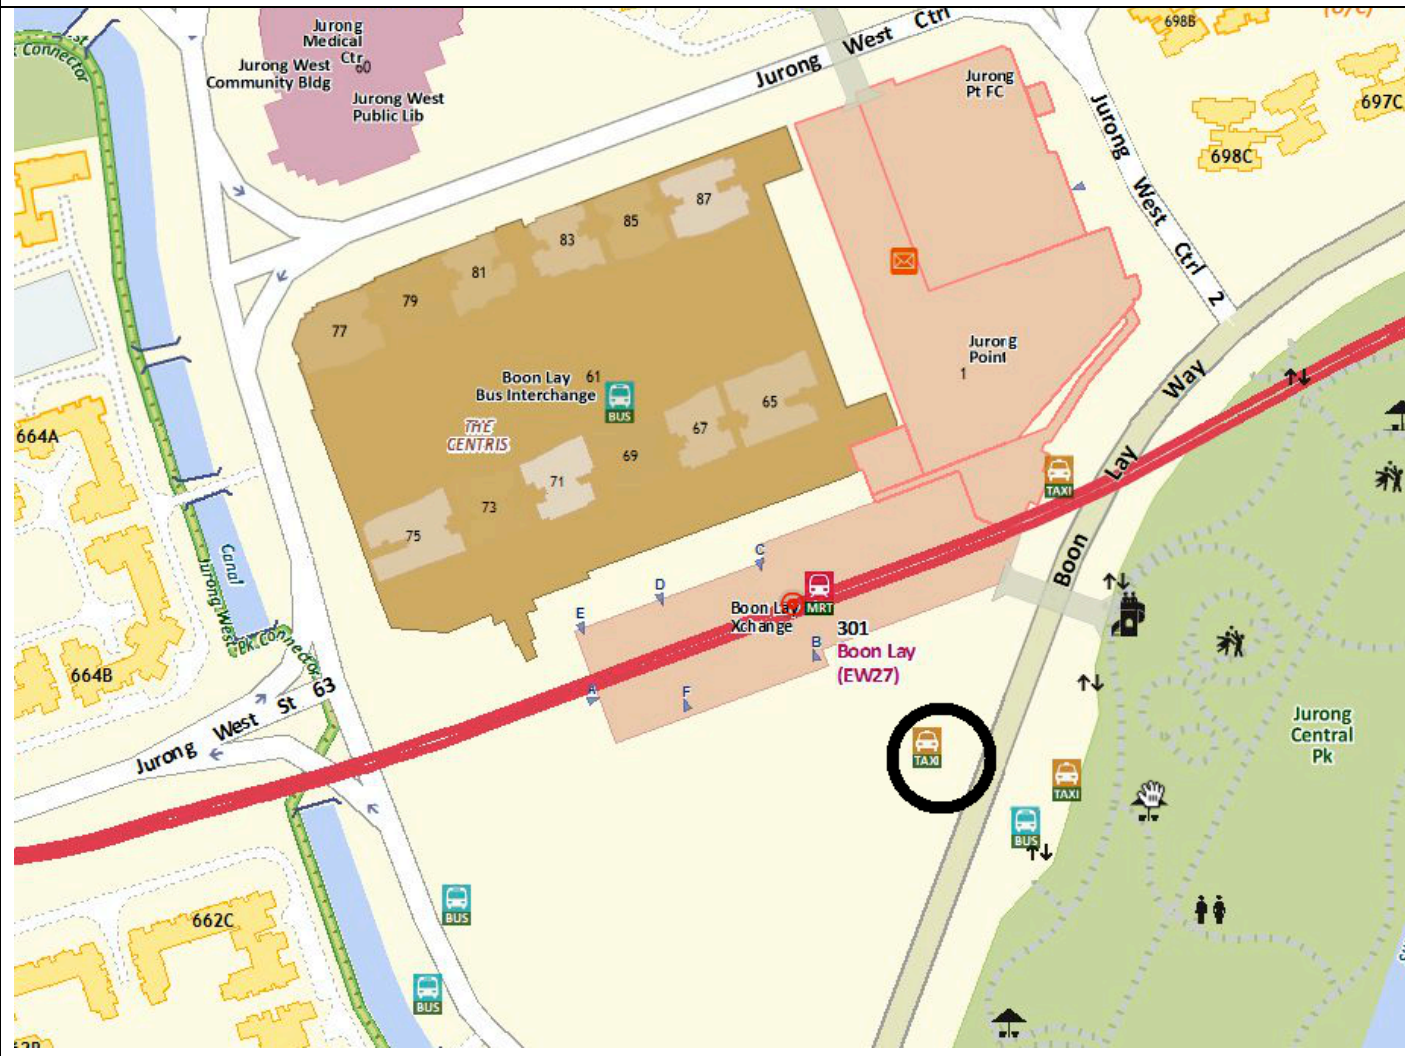 Jurong
Medical
Ctr
60
Jurong West
Community Bldg
Jurong West
Public Lib
Jurong West Ctrl
Jurong
Pt FC
698B
697C
698C
Jurong West Ctrl 2
k Connector
87
85
83
81
79
77
Boon Lay
Bus Interchange
61
BUS
THE
CENTRIS
65
67
69
71
73
75
Jurong
Point
1
TAXI
Boon Lay Way
664A
Canal
Jurong West Pk Connector
664B
Jurong West St 63
C
D
E
A
F
B
Boon Lay
Xchange
MRT
301
Boon Lay
(EW27)
TAXI
TAXI
BUS
Jurong
Central
Pk
BUS
BUS
662C